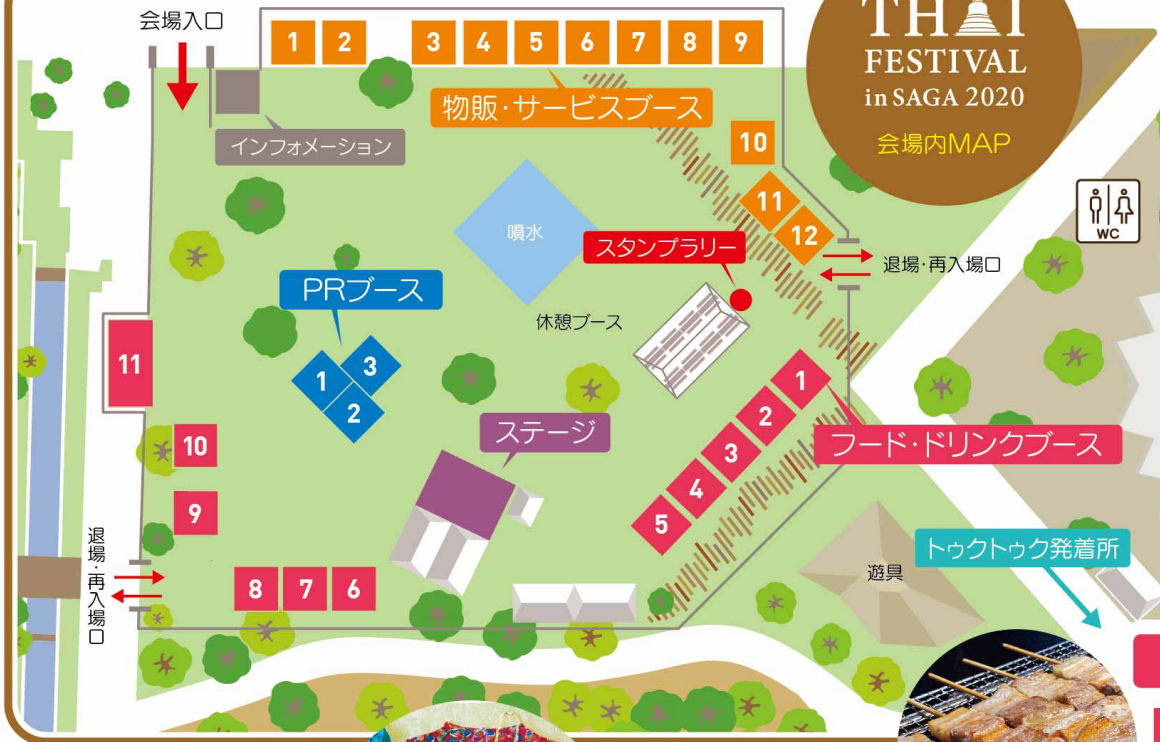 会場入口
1 2 3 4 5 6 7 8 9
物販・サービスブース
インフォメーション
THAI
FESTIVAL
in SAGA 2020
会場内MAP
10
11
12
WC
噴水
スタンプラリー
退場・再入場口
休憩ブース
PRブース
1
2
3
11
10
9
ステージ
1
2
3
4
5
フード・ドリンクブース
トゥクトゥク発着所
遊具
退場・再入場口
8 7 6